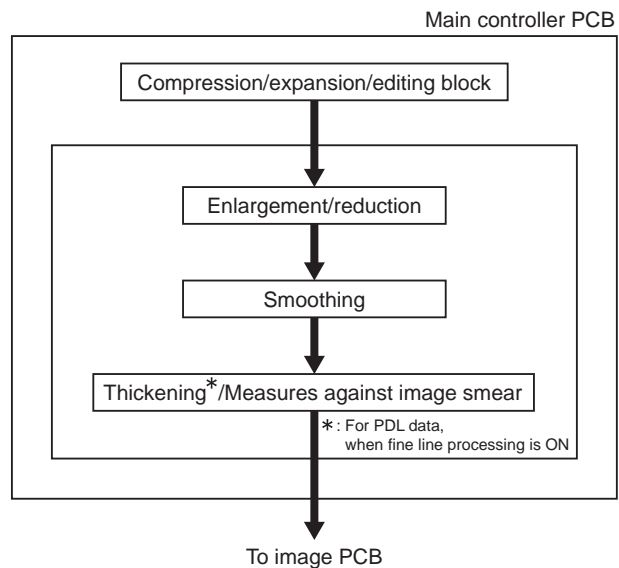 Main controller PCB
Compression/expansion/editing block
Enlargement/reduction
Smoothing
Thickening*/Measures against image smear
*: For PDL data,
when fine line processing is ON
To image PCB